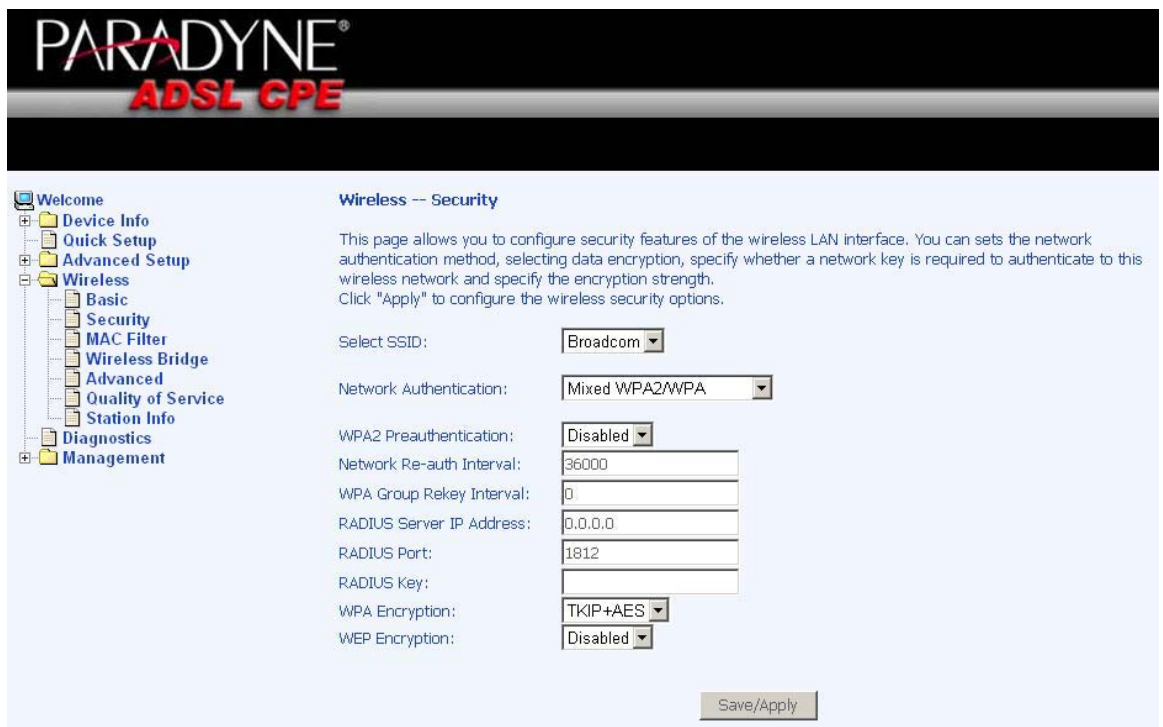 PARADYNE®
ADSL CPE
Welcome
Device Info
Quick Setup
Advanced Setup
Wireless
Basic
Security
MAC Filter
Wireless Bridge
Advanced
Quality of Service
Station Info
Diagnostics
Management
Wireless -- Security
This page allows you to configure security features of the wireless LAN interface. You can sets the network
authentication method, selecting data encryption, specify whether a network key is required to authenticate to this
wireless network and specify the encryption strength.
Click "Apply" to configure the wireless security options.
Select SSID: Broadcom
Network Authentication: Mixed WPA2/WPA
WPA2 Preauthentication: Disabled
Network Re-auth Interval: 36000
WPA Group Rekey Interval: 0
RADIUS Server IP Address: 0.0.0.0
RADIUS Port: 1812
RADIUS Key:
WPA Encryption: TKIP+AES
WEP Encryption: Disabled
Save/Apply